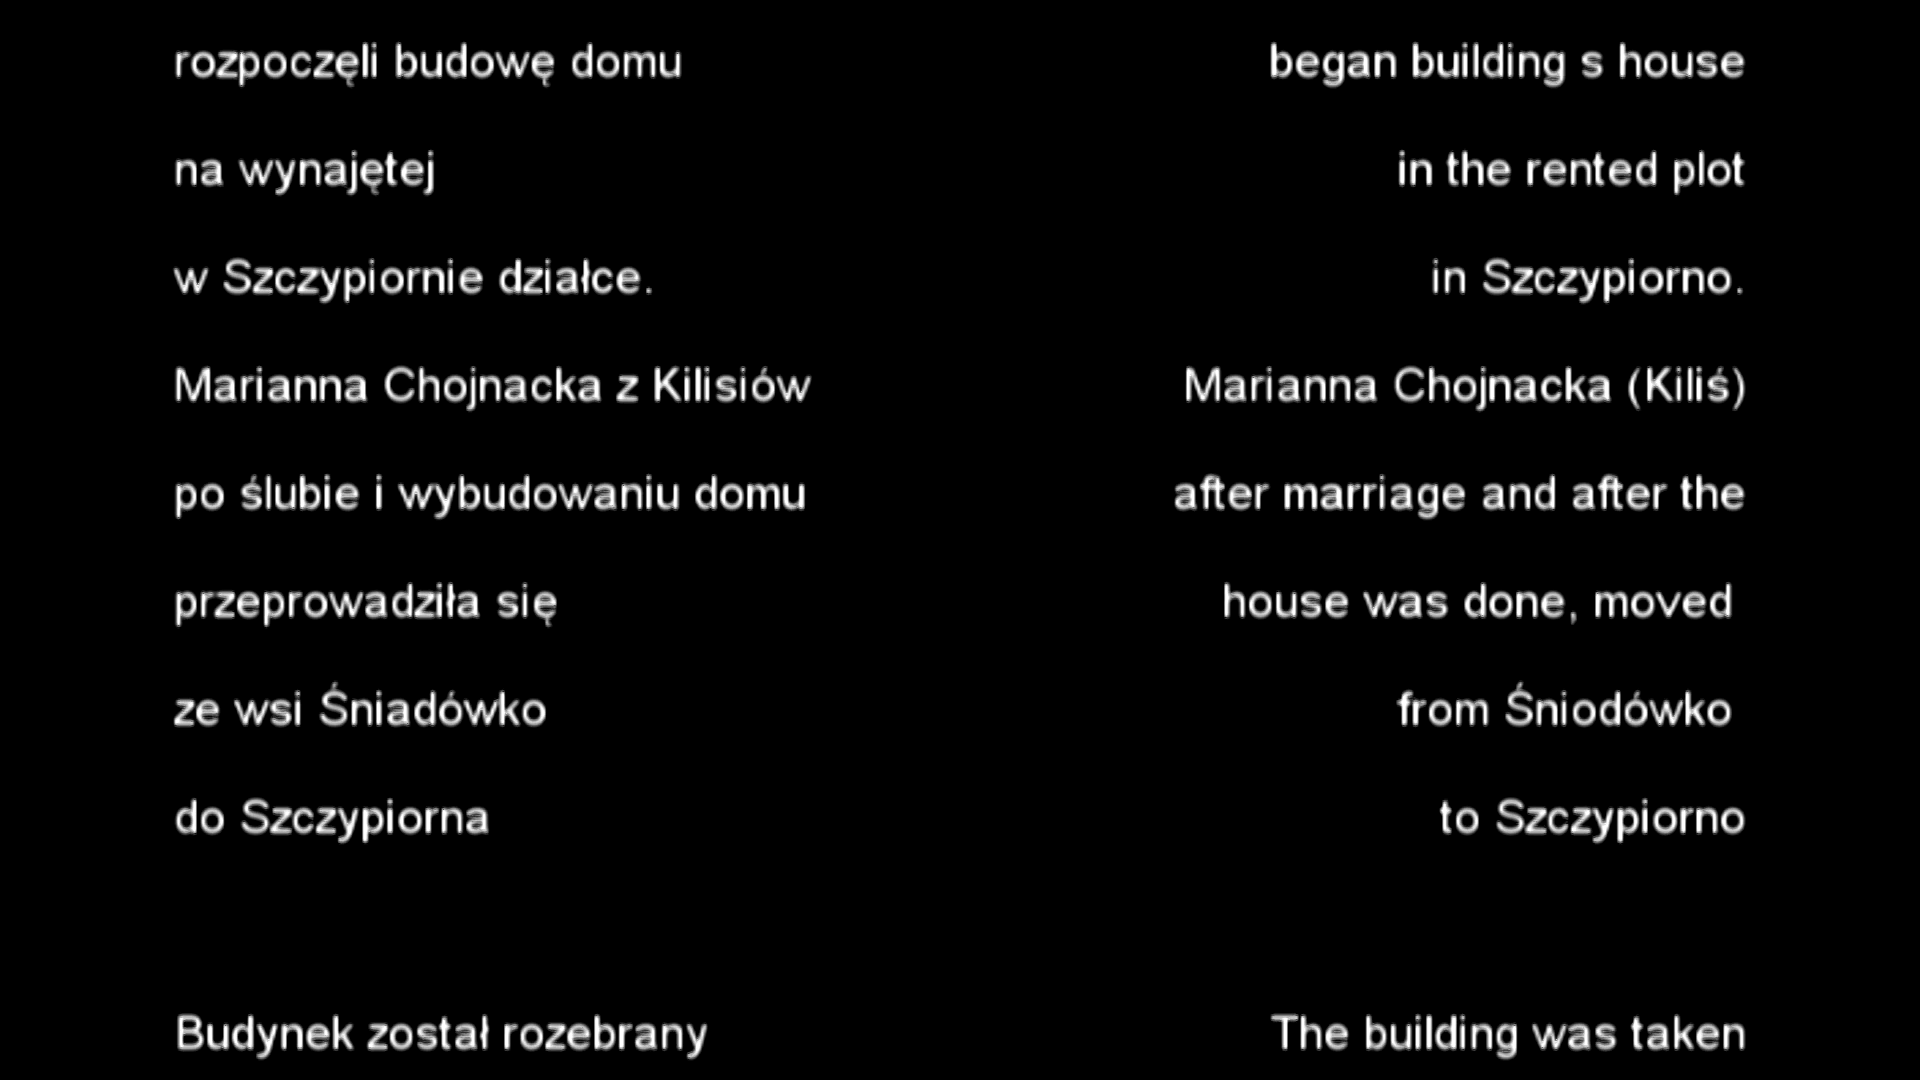 rozpoczęli budowę domu
na wynajętej
w Szczypiornie działce.
Marianna Chojnacka z Kilisiów
po ślubie i wybudowaniu domu
przeprowadziła się
ze wsi Śniadówko
do Szczypiorna
Budynek został rozebrany
began building s house
in the rented plot
in Szczypiorno.
Marianna Chojnacka (Kiliś)
after marriage and after the
house was done, moved
from Śniodówko
to Szczypiorno
The building was taken